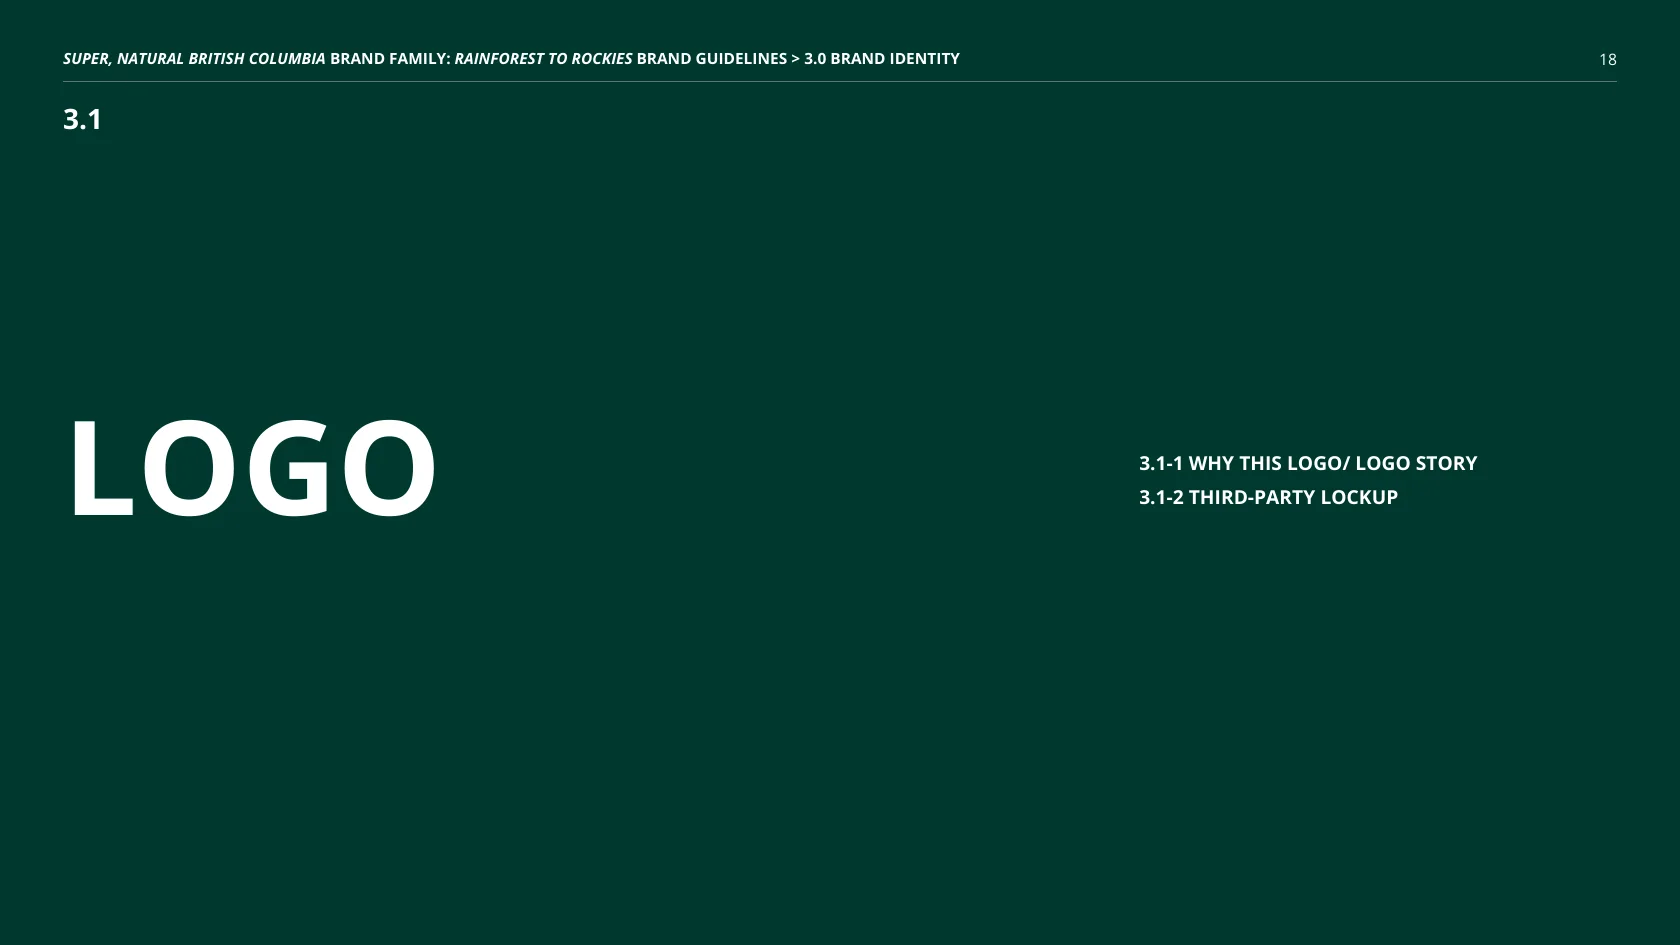 SUPER, NATURAL BRITISH COLUMBIA BRAND FAMILY: RAINFOREST TO ROCKIES BRAND GUIDELINES > 3.0 BRAND IDENTITY
18
3.1
LOGO
3.1-1 WHY THIS LOGO/ LOGO STORY
3.1-2 THIRD-PARTY LOCKUP